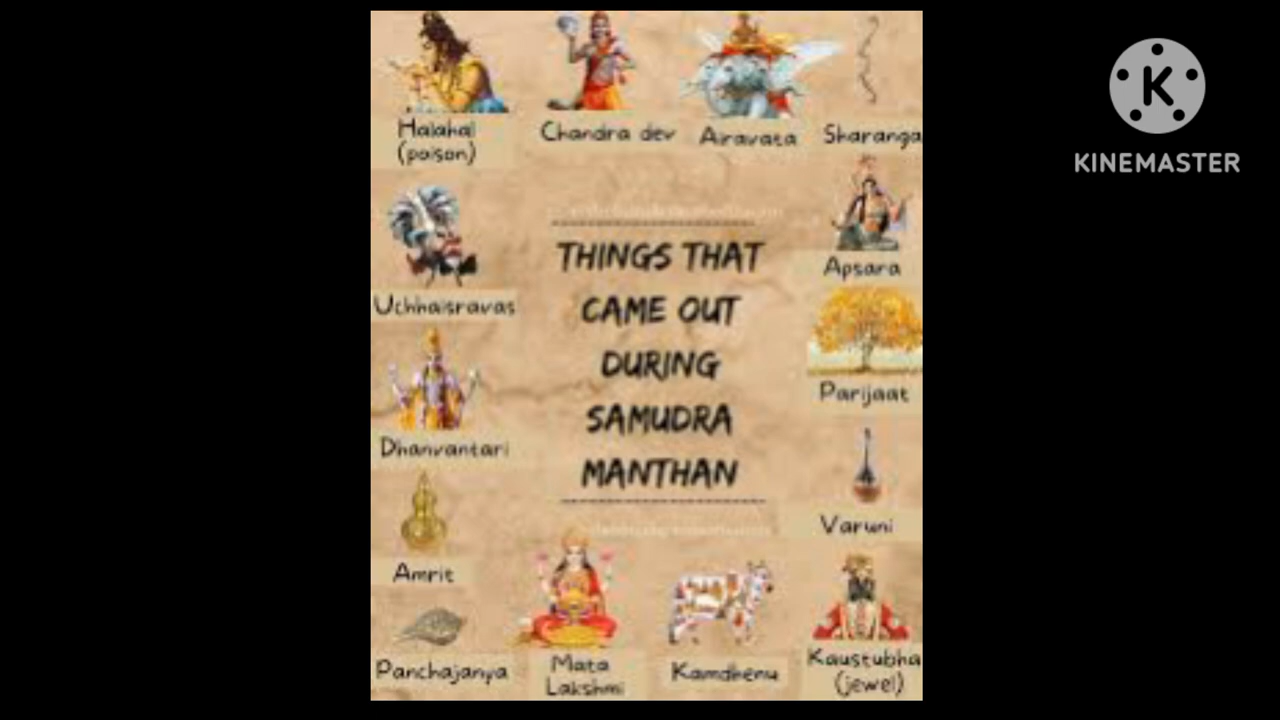 Halahal
(poison)
Chandra dev
Airavata
Sharanga
K
KINEMASTER
Uchhaisravas
Apsara
THINGS THAT
CAME OUT
DURING
SAMUDRA
MANTHAN
Dhanvantari
Parijaat
Amrit
Varuni
Panchajanya
Mata
Lakshmi
Kamdhenu
Kaustubha
(jewel)